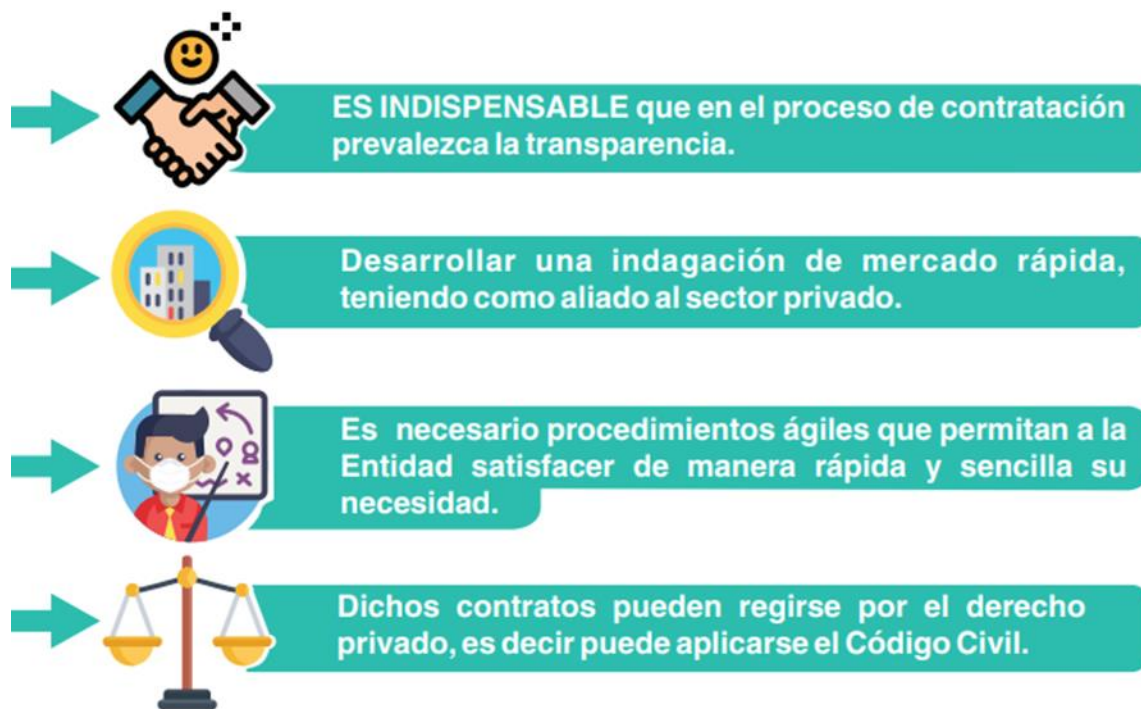 ES INDISPENSABLE que en el proceso de contratación
prevalezca la transparencia.
Desarrollar una indagación de mercado rápida,
teniendo como aliado al sector privado.
Es necesario procedimientos ágiles que permitan a la
Entidad satisfacer de manera rápida y sencilla su
necesidad.
Dichos contratos pueden regirse por el derecho
privado, es decir puede aplicarse el Código Civil.